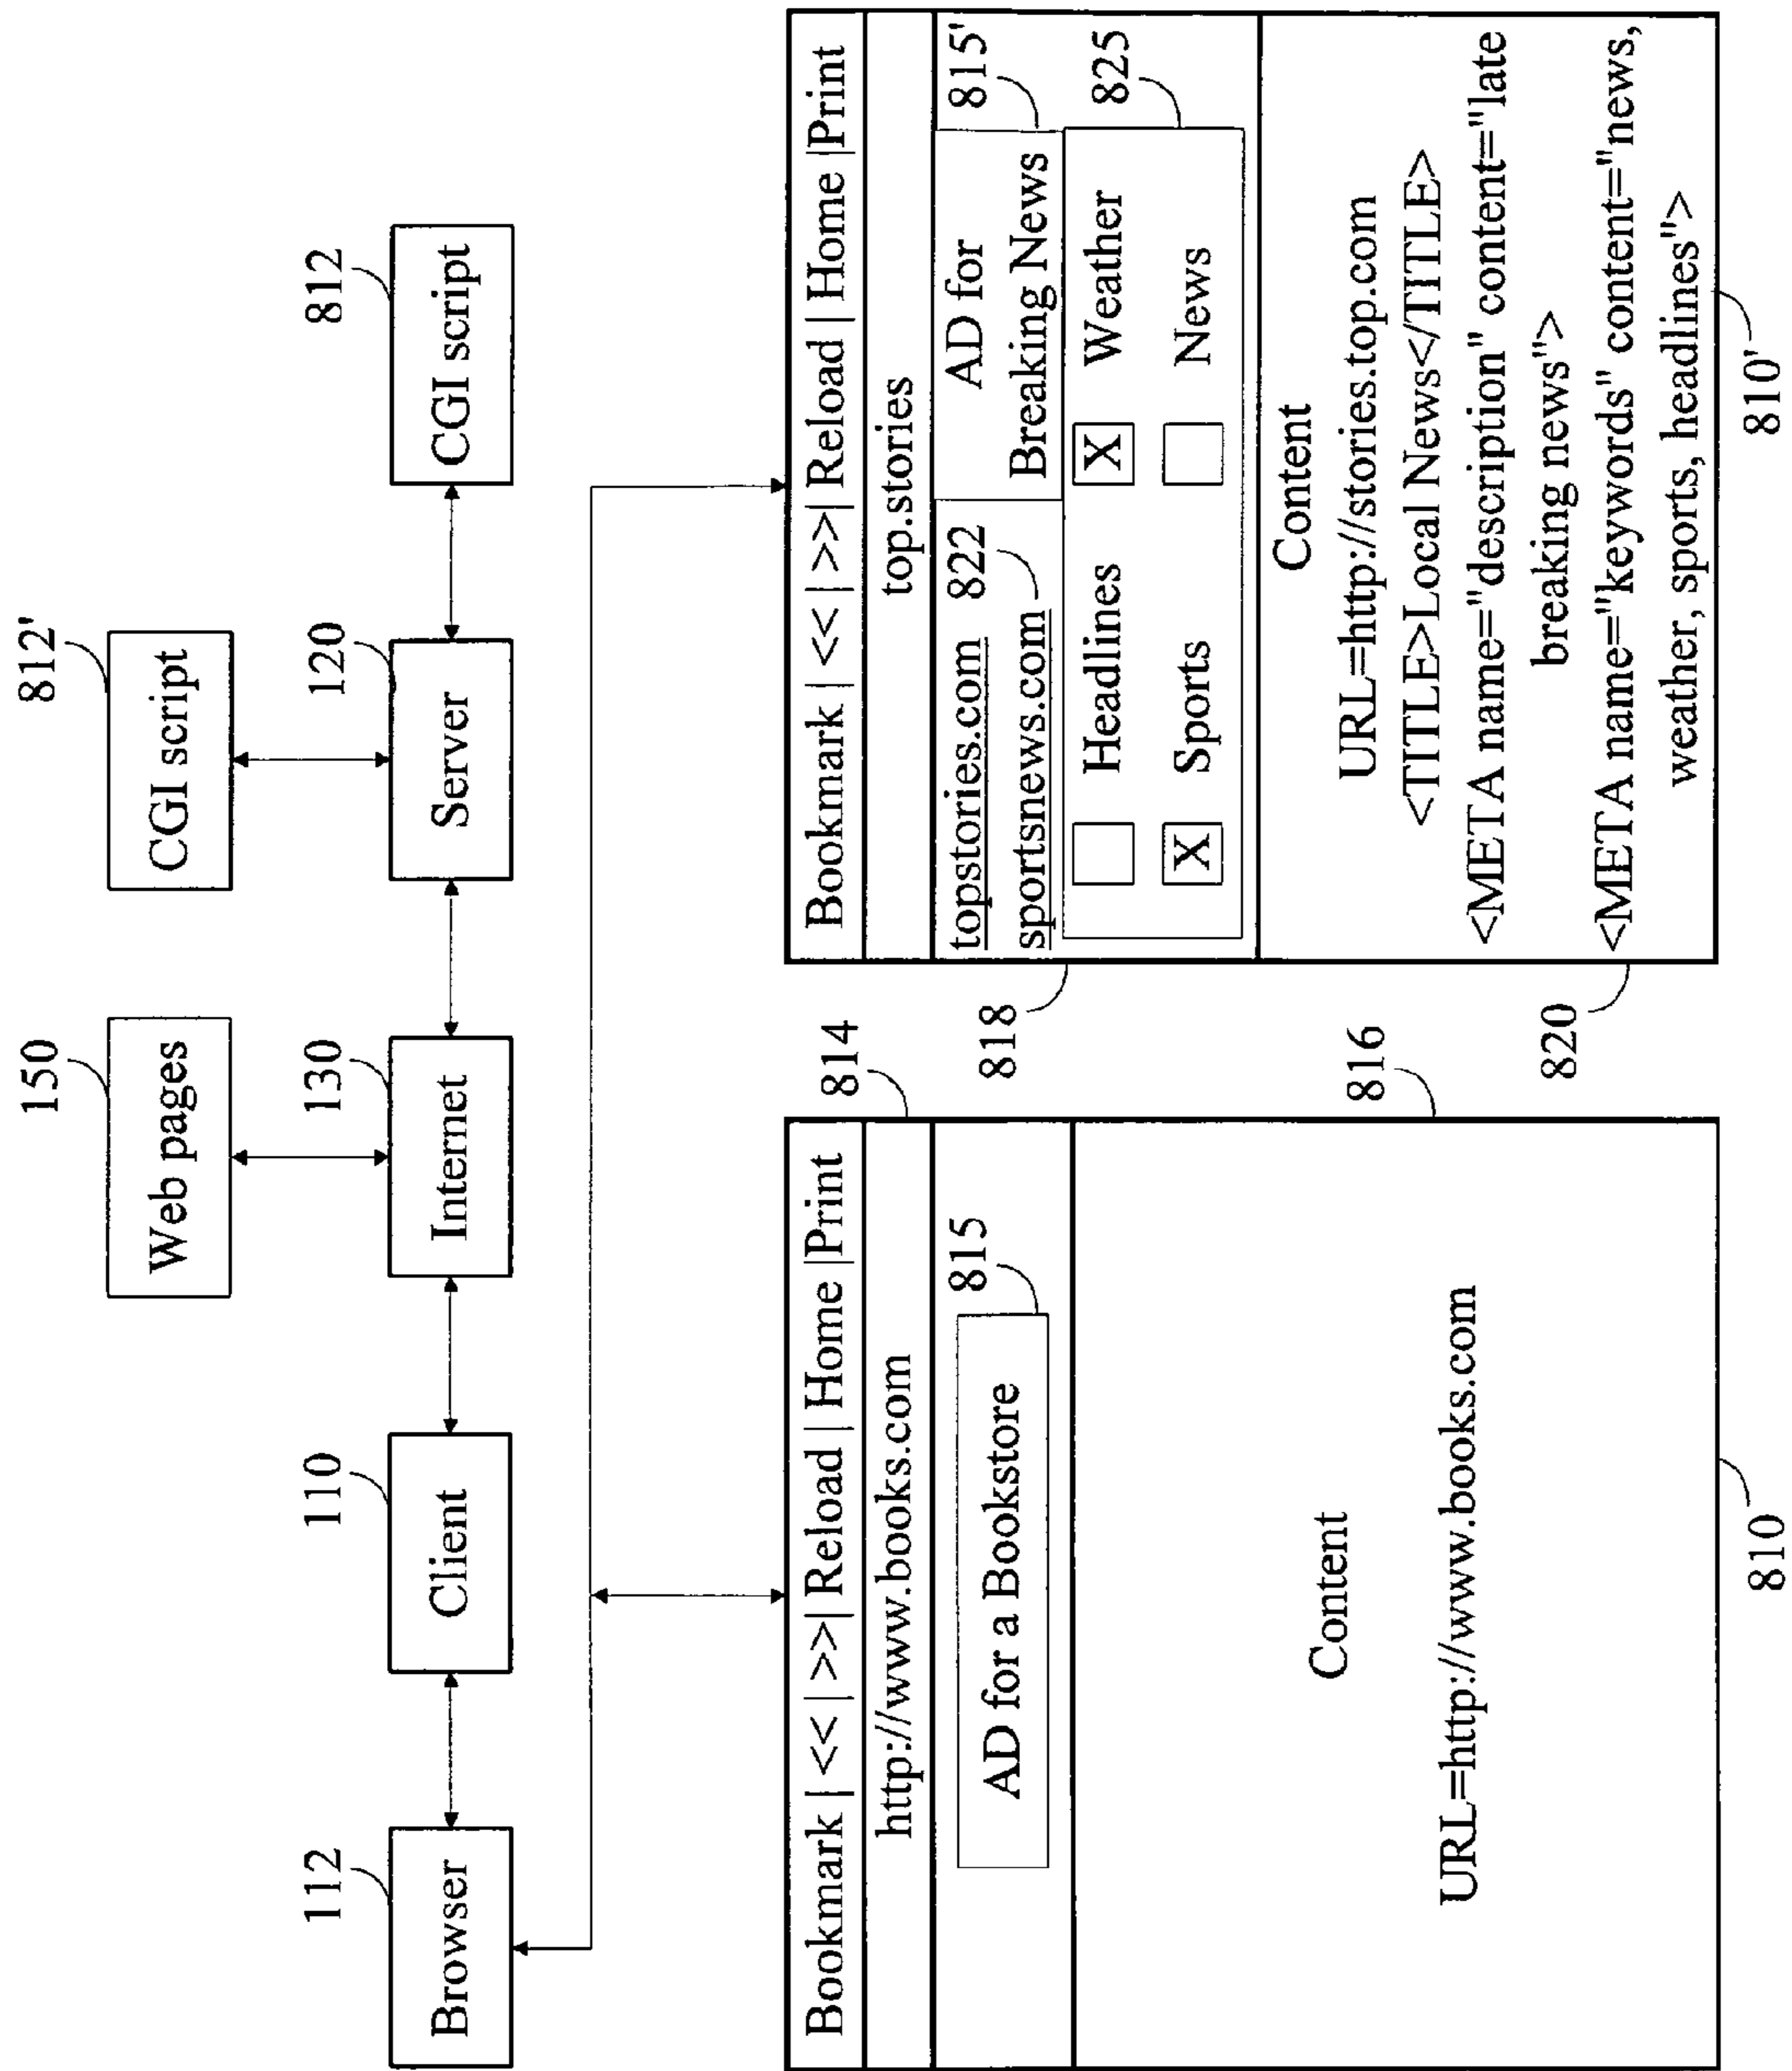 812'
150
CGI script
Web pages
112
110
130
120
812
Browser
Client
Internet
Server
CGI script
Bookmark | << | >>| Reload | Home |Print
http://www.books.com
814
AD for a Bookstore
815
Content
URL=http://www.books.com
816
810
Bookmark | << | >>| Reload | Home |Print
top.stories
topstories.com 822
sportsnews.com
AD for
Breaking News
815'
Headlines
X Weather
X Sports
News
825
818
Content
URL=http://stories.top.com
<TITLE>Local News</TITLE>
<META name="description" content="late
breaking news">
<META name="keywords" content="news,
weather, sports, headlines">
820
810'